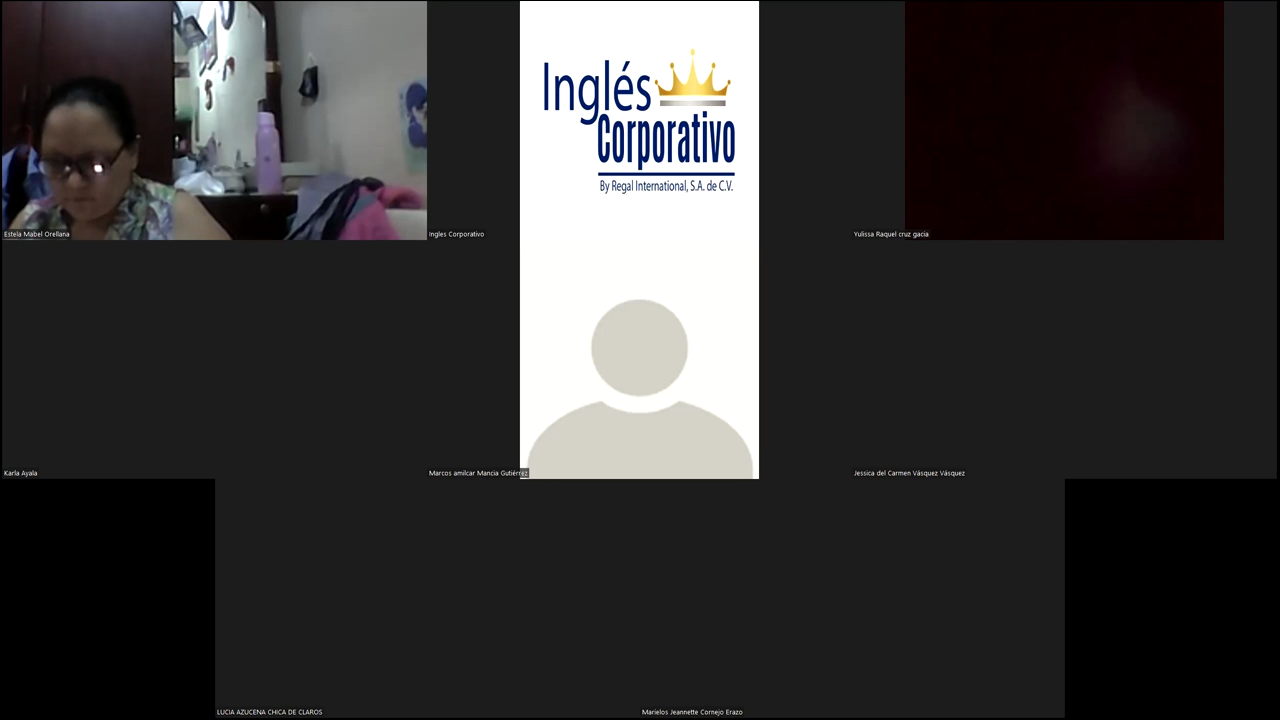 Inglés
Corporativo
By Regal International, S.A. de C.V.
Estela Mabel Orellana
Ingles Corporativo
Yulissa Raquel cruz gacia
Karla Ayala
Marcos amilcar Mancia Gutiérrez
Jessica del Carmen Vásquez Vásquez
LUCIA AZUCENA CHICA DE CLAROS
Marielos Jeannette Cornejo Erazo